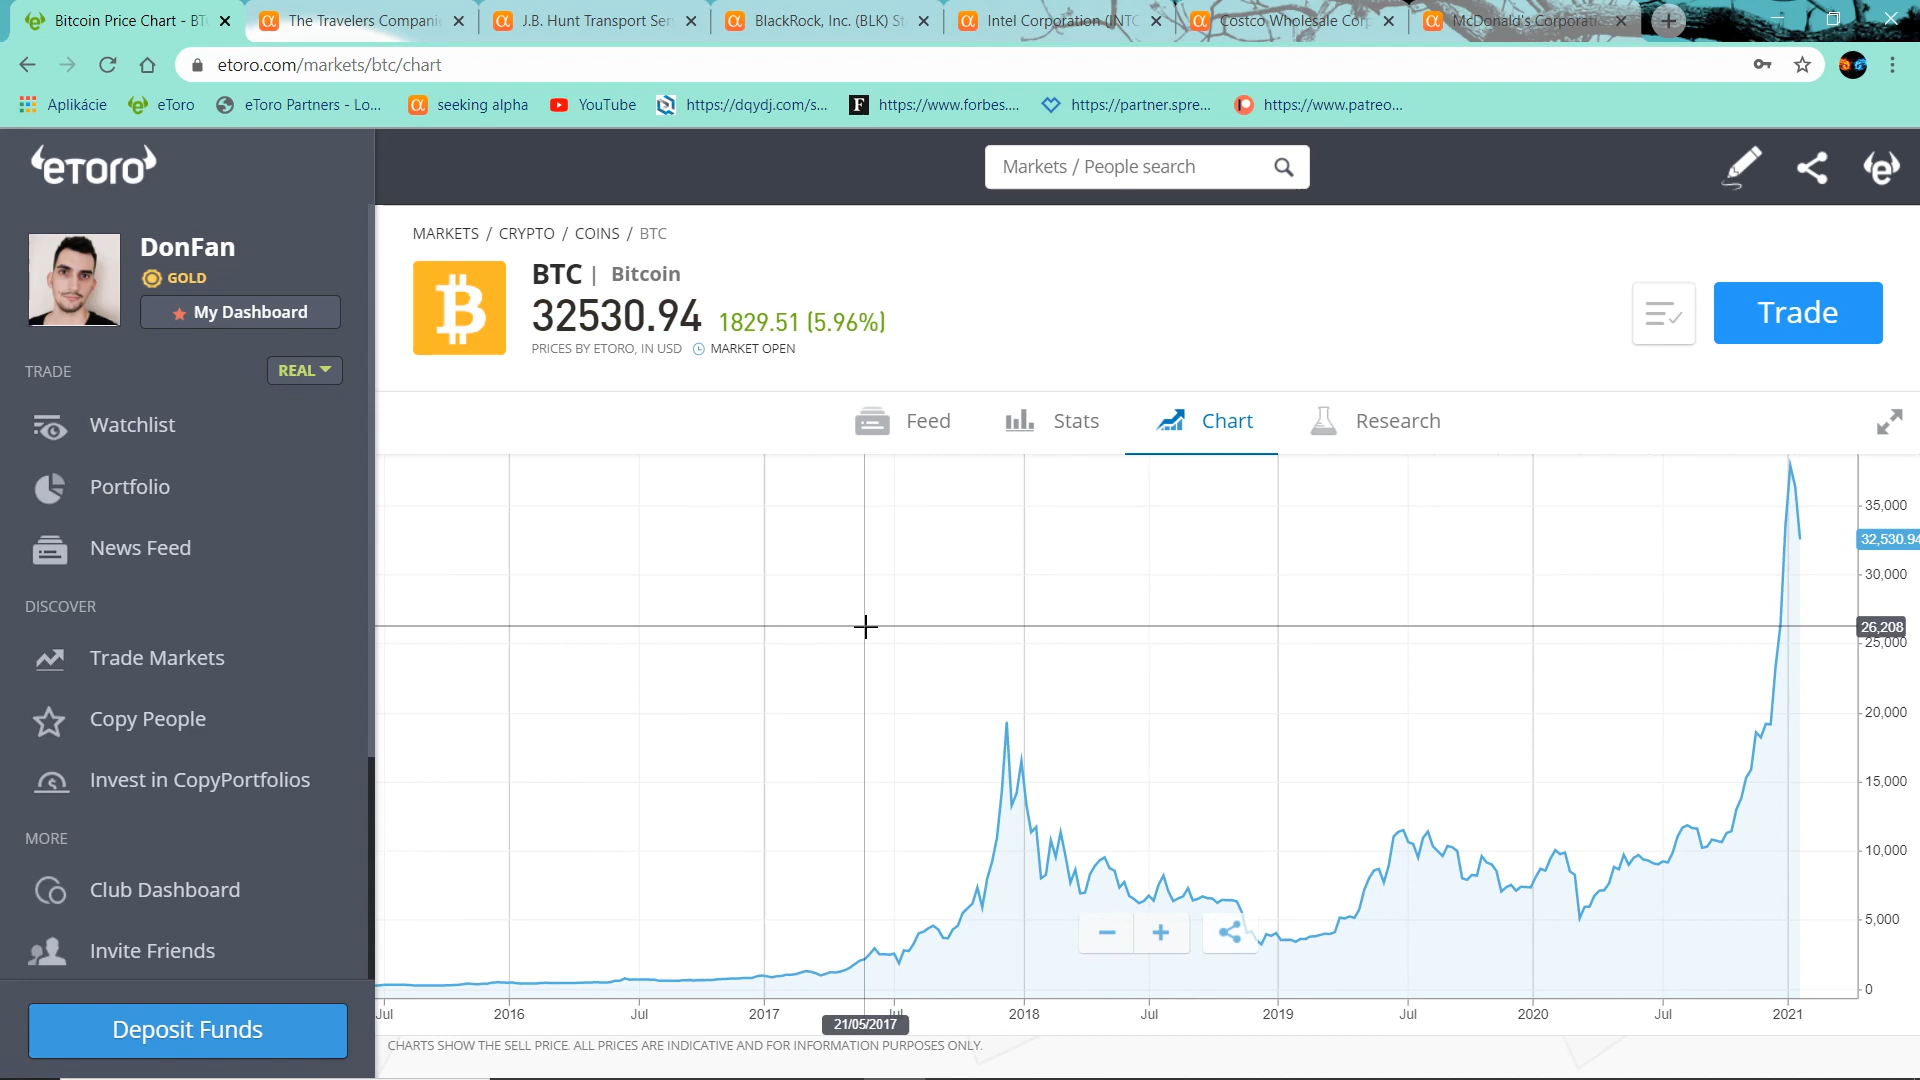 Bitcoin Price Chart - BT
The Travelers Companie
J.B. Hunt Transport Ser
BlackRock, Inc. (BLK) St
Intel Corporation (INTC
Costco Wholesale Cor
McDonald's Corporati
etoro.com/markets/btc/chart
Aplikácie
eToro
eToro Partners - Lo...
seeking alpha
YouTube
https://dqydj.com/s...
https://www.forbes....
https://partner.spre...
https://www.patreo...
eTORO
Markets / People search
DonFan
GOLD
My Dashboard
TRADE
REAL
Watchlist
Portfolio
News Feed
DISCOVER
Trade Markets
Copy People
Invest in CopyPortfolios
MORE
Club Dashboard
Invite Friends
Deposit Funds
MARKETS / CRYPTO / COINS / BTC
BTC | Bitcoin
32530.94 1829.51 (5.96%)
PRICES BY ETORO, IN USD MARKET OPEN
Trade
Feed
Stats
Chart
Research
35,000
32,530.94
30,000
26,208
25,000
20,000
15,000
10,000
5,000
0
Jul 2016 Jul 2017 Jul 2018 Jul 2019 Jul 2020 Jul 2021
21/05/2017
CHARTS SHOW THE SELL PRICE. ALL PRICES ARE INDICATIVE AND FOR INFORMATION PURPOSES ONLY.